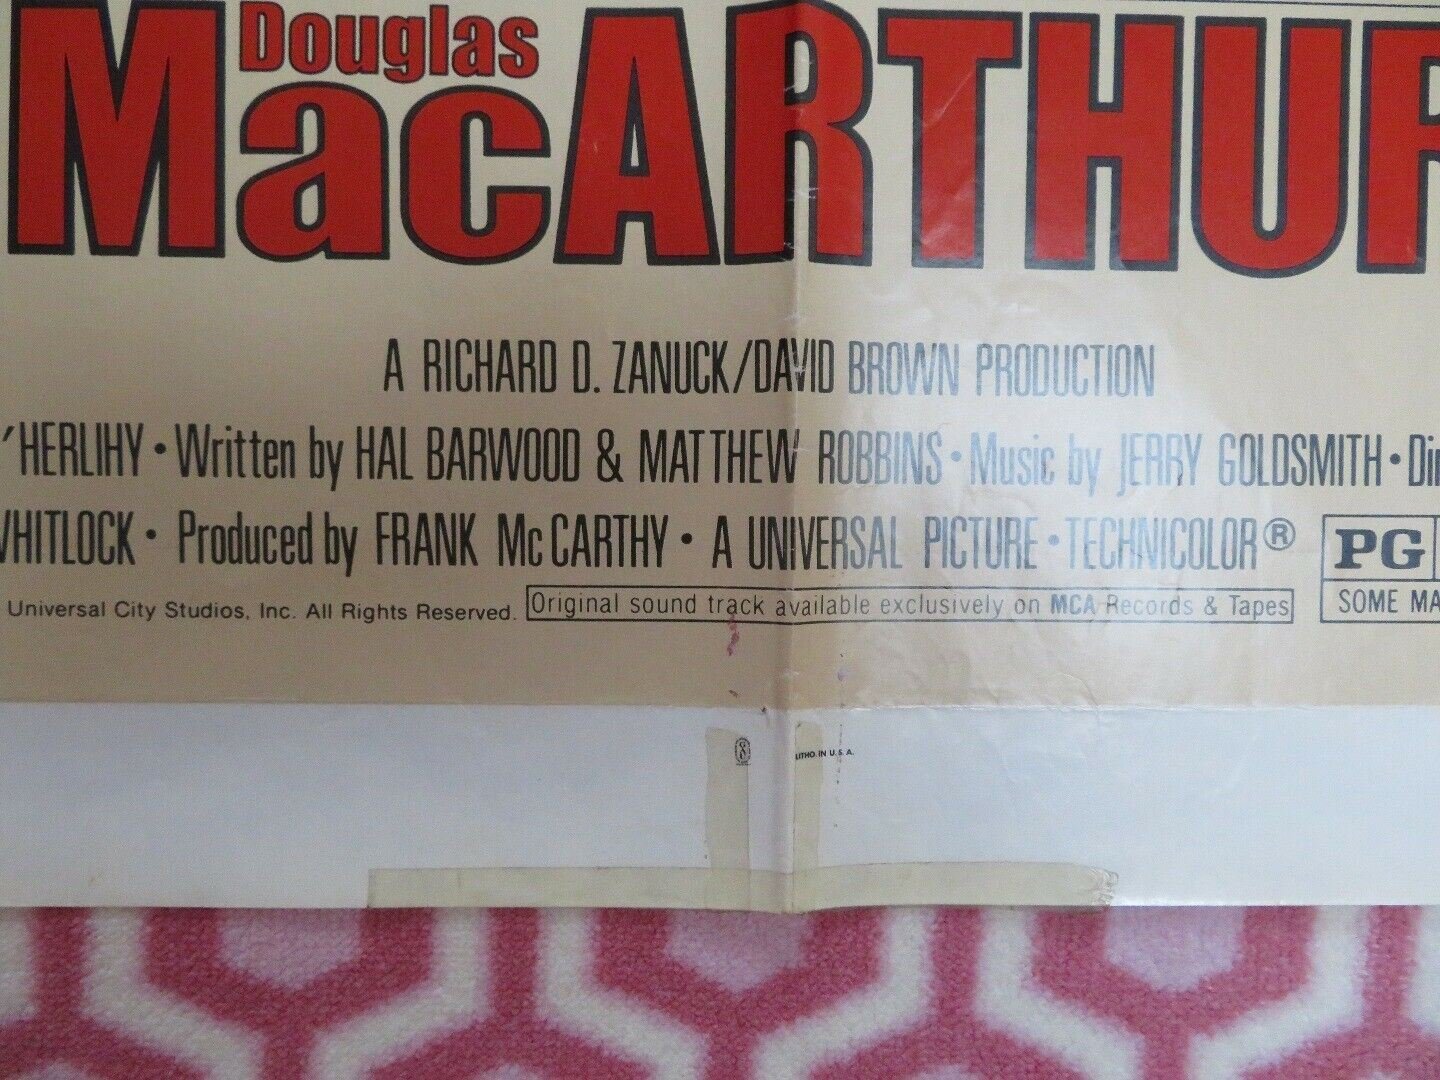 Douglas
MacARTHUR
A RICHARD D. ZANUCK/DAVID BROWN PRODUCTION
'HERLIHY • Written by HAL BARWOOD & MATTHEW ROBBINS • Music by JERRY GOLDSMITH • Dir
WHITLOCK • Produced by FRANK McCARTHY • A UNIVERSAL PICTURE • TECHNICOLOR®
PG
Universal City Studios, Inc. All Rights Reserved.
Original sound track available exclusively on MCA Records & Tapes
SOME MA
LITHO. IN U.S.A.